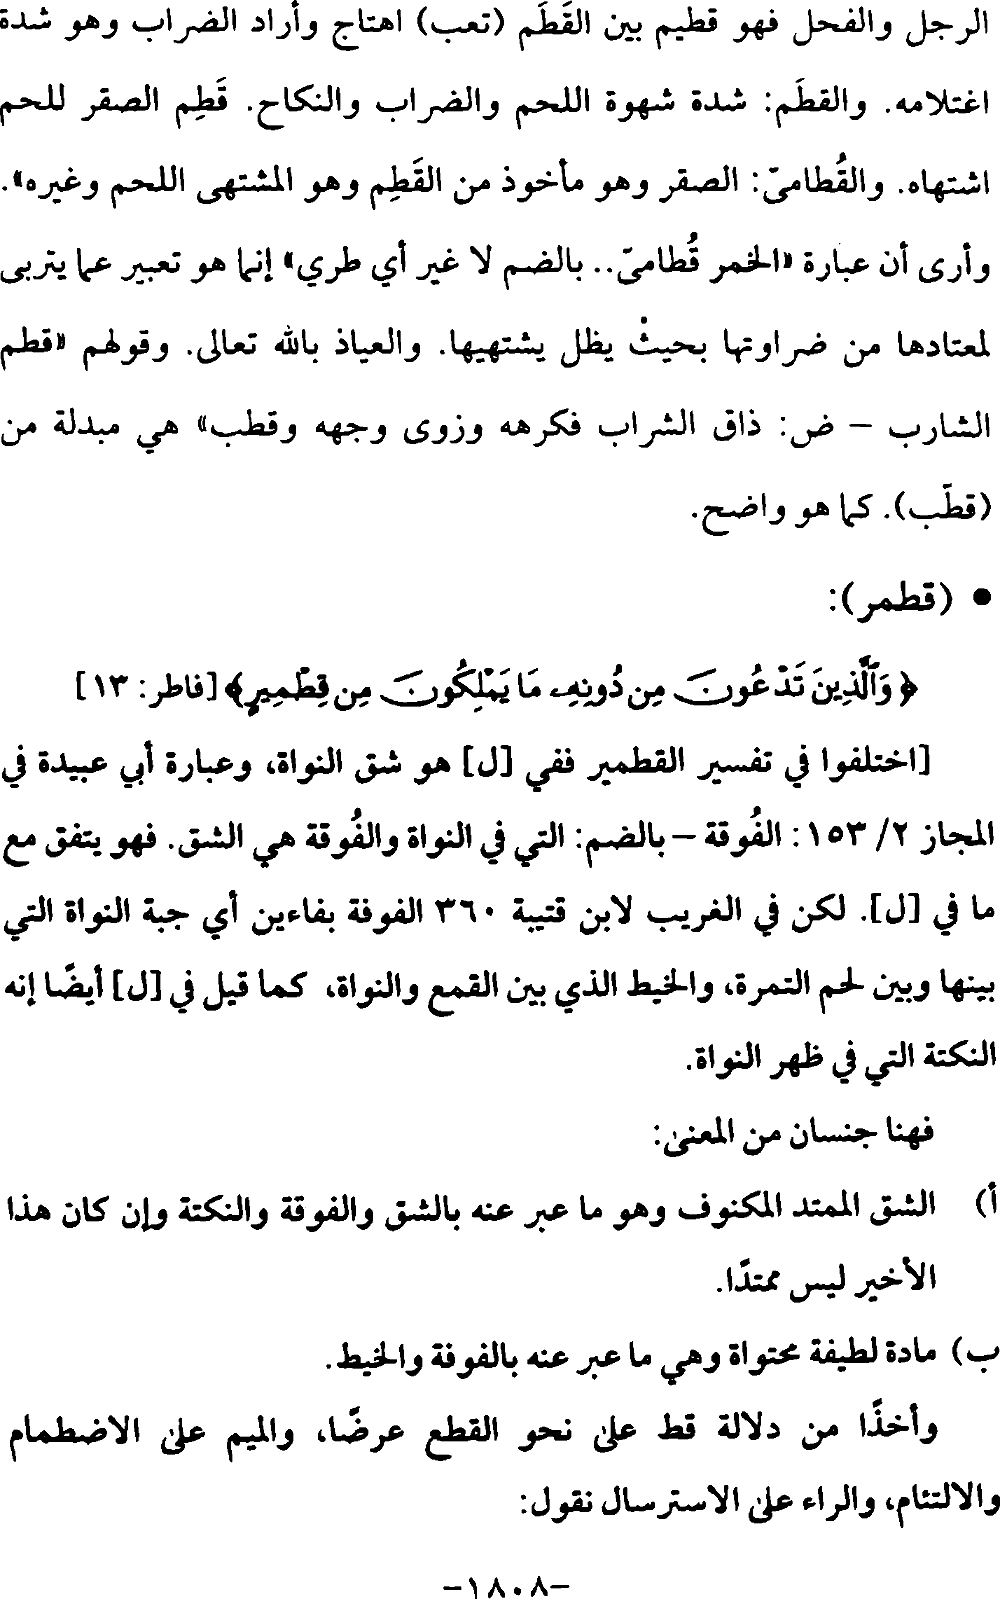 الرجل والفحل فهو قطيم بين القَطَم (تعب) اهتاج وأراد الضراب وهو شدة
اغتلامه. والقطَم: شدة شهوة اللحم والضراب والنكاح. قَطِم الصقر للحم
اشتهاه. والقُطاميّ: الصقر وهو مأخوذ من القَطِم وهو المشتهى اللحم وغيره».
وأرى أن عبارة «الخمر قُطاميّ.. بالضم لا غير أي طري» إنما هو تعبير عما يتربى
لمعتادها من ضراوتها بحيثْ يظل يشتهيها. والعياذ بالله تعالى. وقولهم «قطم
الشارب – ض: ذاق الشراب فكرهه وزوى وجهه وقطب» هي مبدلة من
(قطّب). كما هو واضح.
• (قطمر):
﴿وَٱلَّذِينَ تَدْعُونَ مِن دُونِهِۦ مَا يَمْلِكُونَ مِن قِطْمِيرٍ﴾ [فاطر: ١٣]
[اختلفوا في تفسير القطمير ففي [ل] هو شق النواة، وعبارة أبي عبيدة في
المجاز ٢/ ١٥٣: الفُوقة – بالضم: التي في النواة والفُوقة هي الشق. فهو يتفق مع
ما في [ل]. لكن في الغريب لابن قتيبة ٣٦٠ الفوفة بفاءين أي جبة النواة التي
بينها وبين لحم التمرة، والخيط الذي بين القمع والنواة، كما قيل في [ل] أيضًا إنه
النكتة التي في ظهر النواة.
فهنا جنسان من المعنى:
أ) الشق الممتد المكنوف وهو ما عبر عنه بالشق والفوقة والنكتة وإن كان هذا
الأخير ليس ممتدًا.
ب) مادة لطيفة محتواة وهي ما عبر عنه بالفوفة والخيط.
وأخذًا من دلالة قط على نحو القطع عرضًا، والميم على الاضطمام
والالتئام، والراء على الاسترسال نقول:
-١٨٠٨-